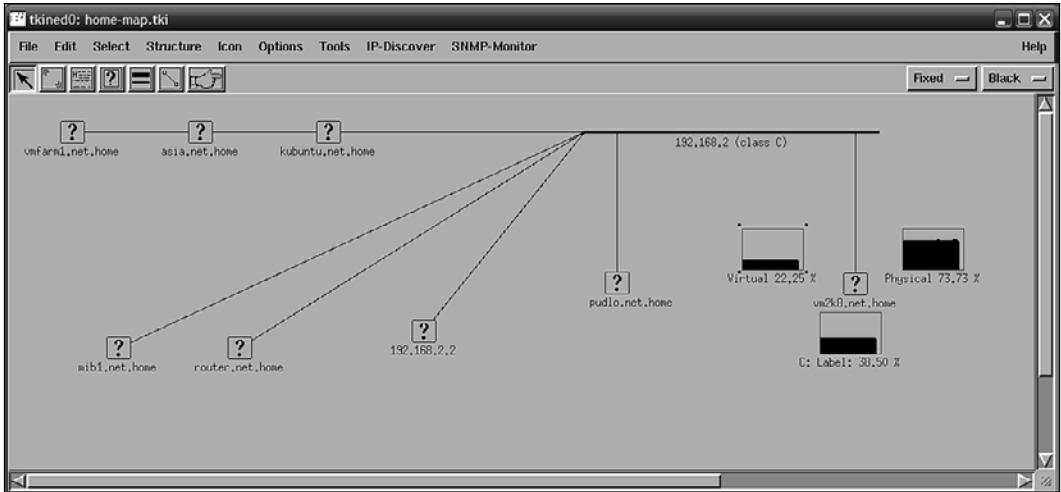 tkined0: home-map.tki
File Edit Select Structure Icon Options Tools IP-Discover SNMP-Monitor Help
Fixed Black
vmfarm1.net.home asia.net.home kubuntu.net.home
192.168.2 (class C)
Virtual 22.25 % Physical 73.73 %
pudlo.net.home vm2k8.net.home
192.168.2.2
mib1.net.home router.net.home
C: Label: 38.50 %